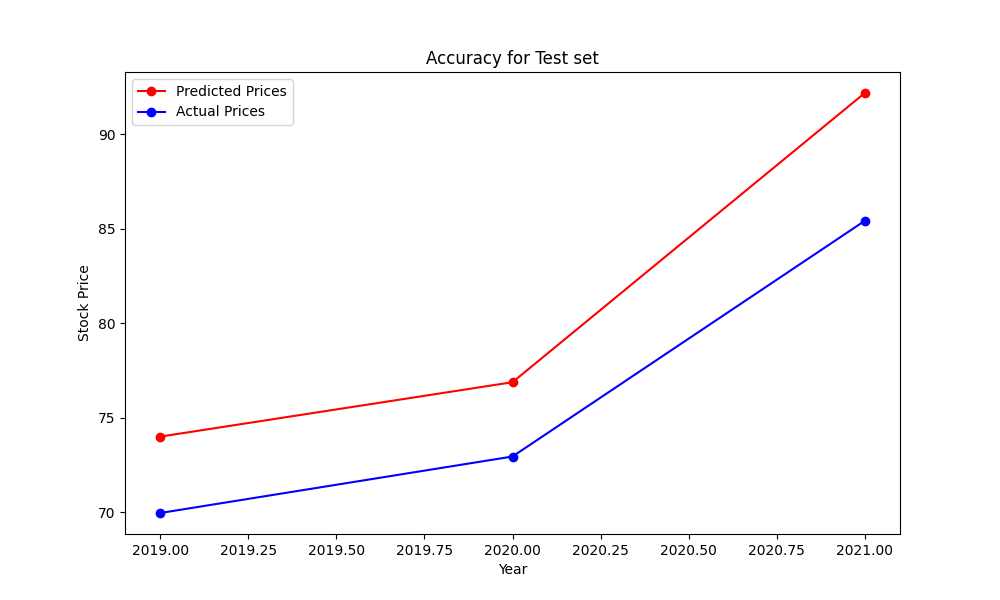 Accuracy for Test set
Predicted Prices
Actual Prices
90
85
80
75
70
Stock Price
2019.00 2019.25 2019.50 2019.75 2020.00 2020.25 2020.50 2020.75 2021.00
Year